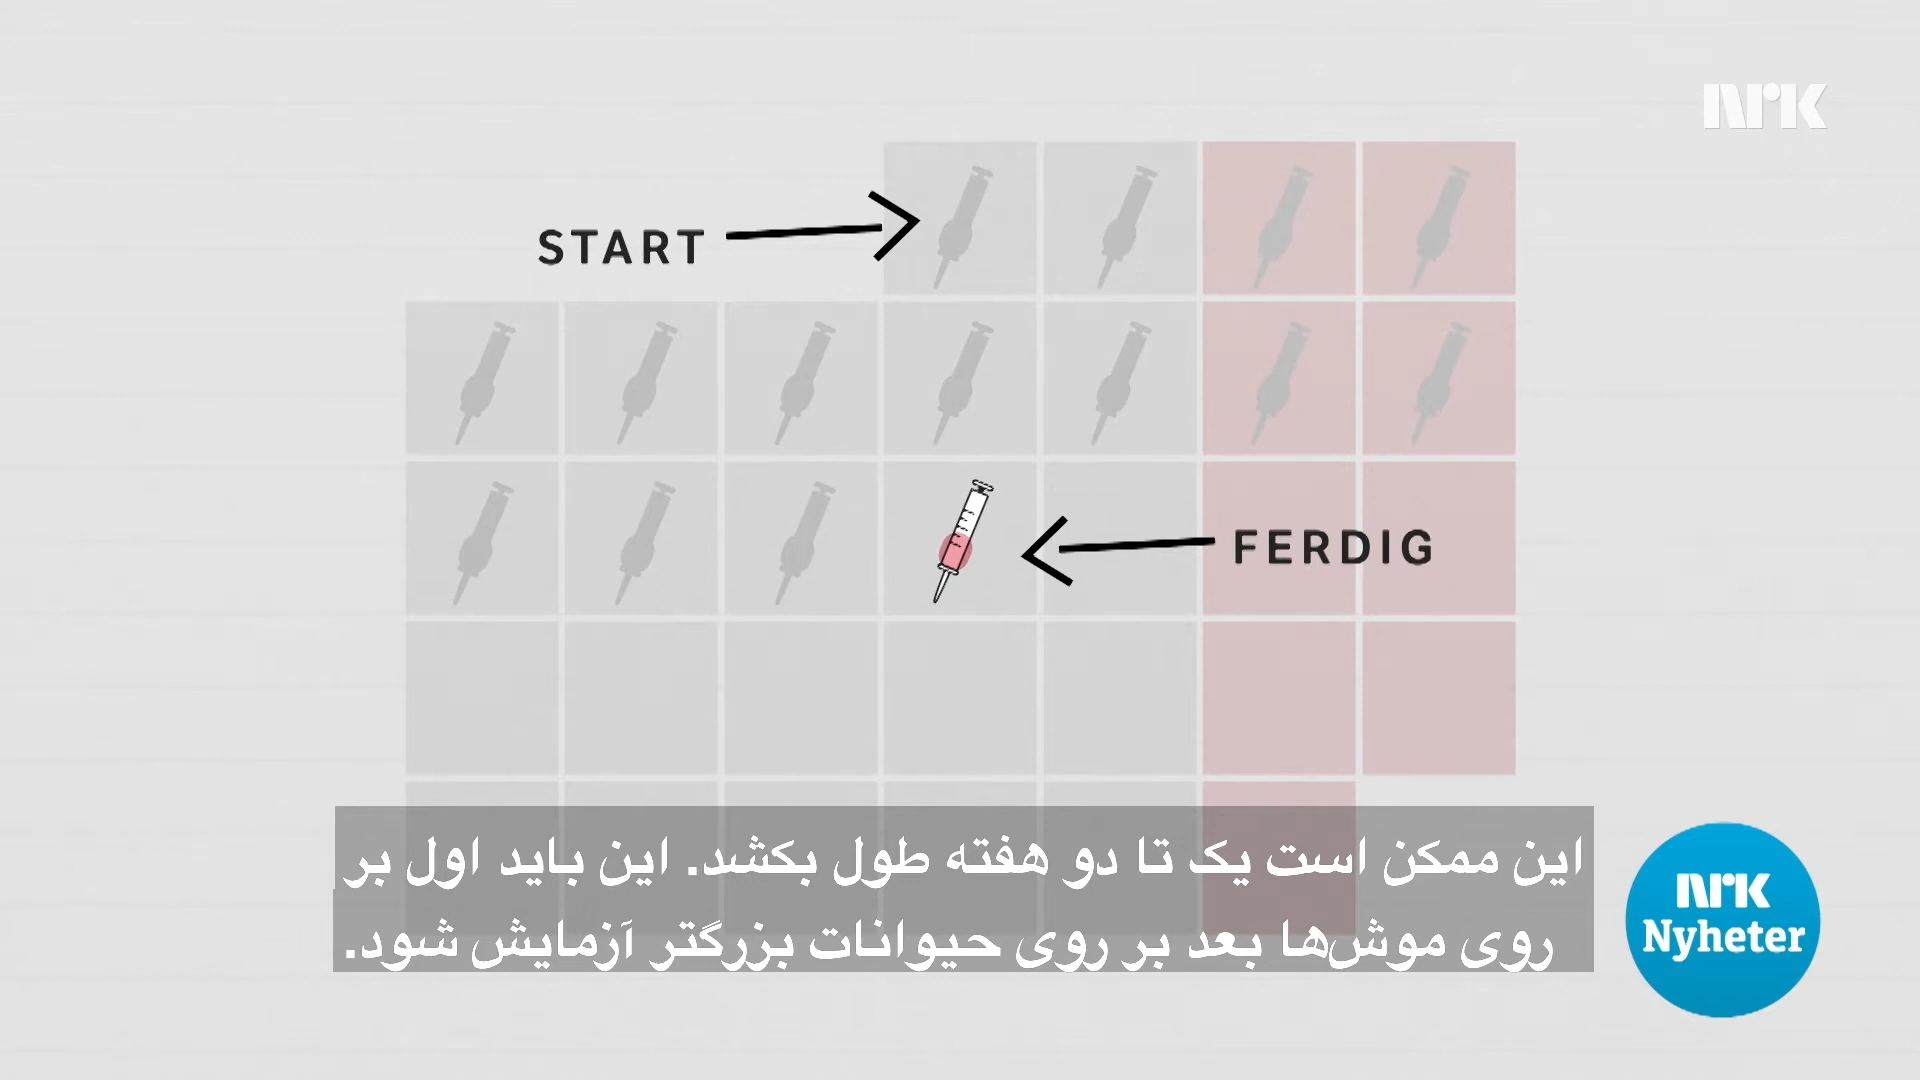 NRK
START
FERDIG
این ممکن است یک تا دو هفته طول بکشد. این باید اول بر
روی موش‌ها بعد بر روی حیوانات بزرگتر آزمایش شود.
NRK
Nyheter